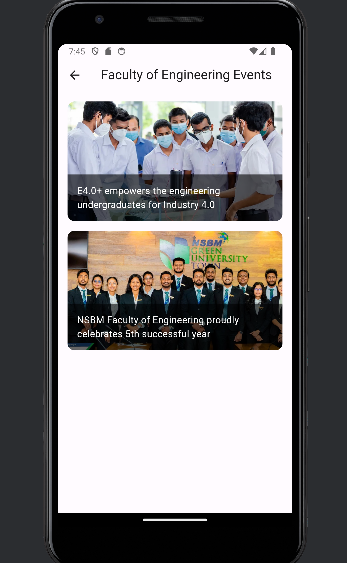 7:45
Faculty of Engineering Events
E4.0+ empowers the engineering
undergraduates for Industry 4.0
NSBM
GREEN
UNIVERSITY
TOWN
NSBM Faculty of Engineering proudly
celebrates 5th successful year